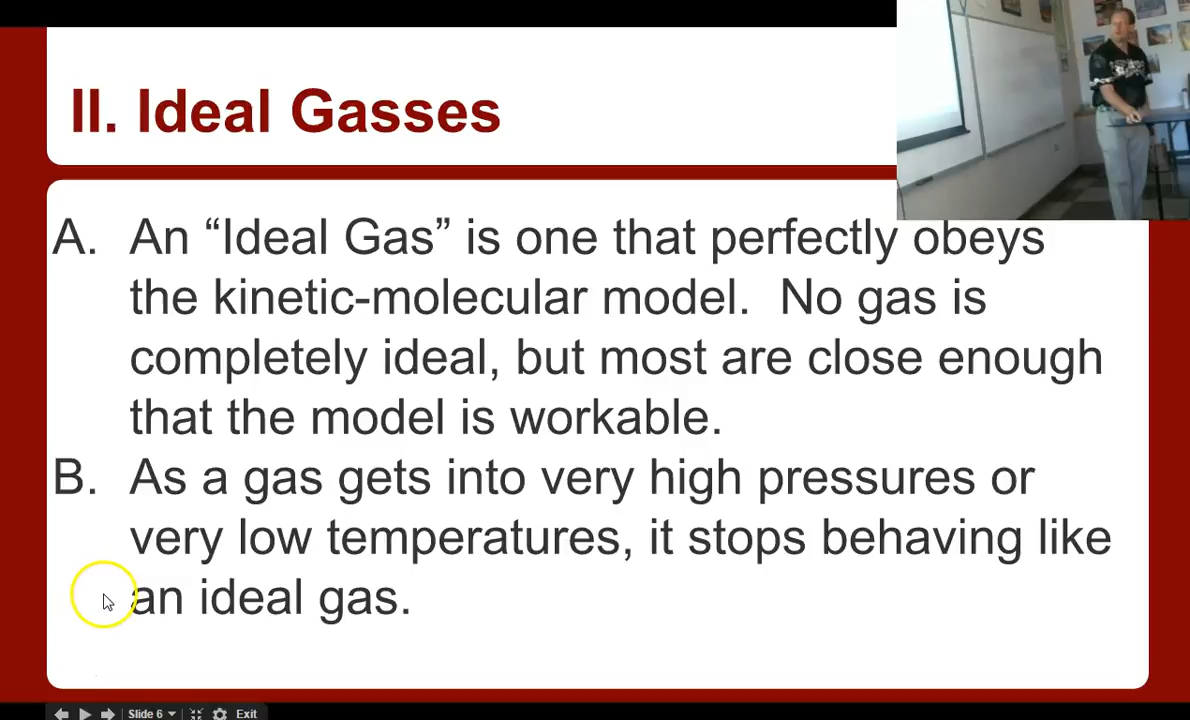 II. Ideal Gasses
A. An “Ideal Gas” is one that perfectly obeys
the kinetic-molecular model.  No gas is
completely ideal, but most are close enough
that the model is workable.
B. As a gas gets into very high pressures or
very low temperatures, it stops behaving like
an ideal gas.
Slide 6 Exit